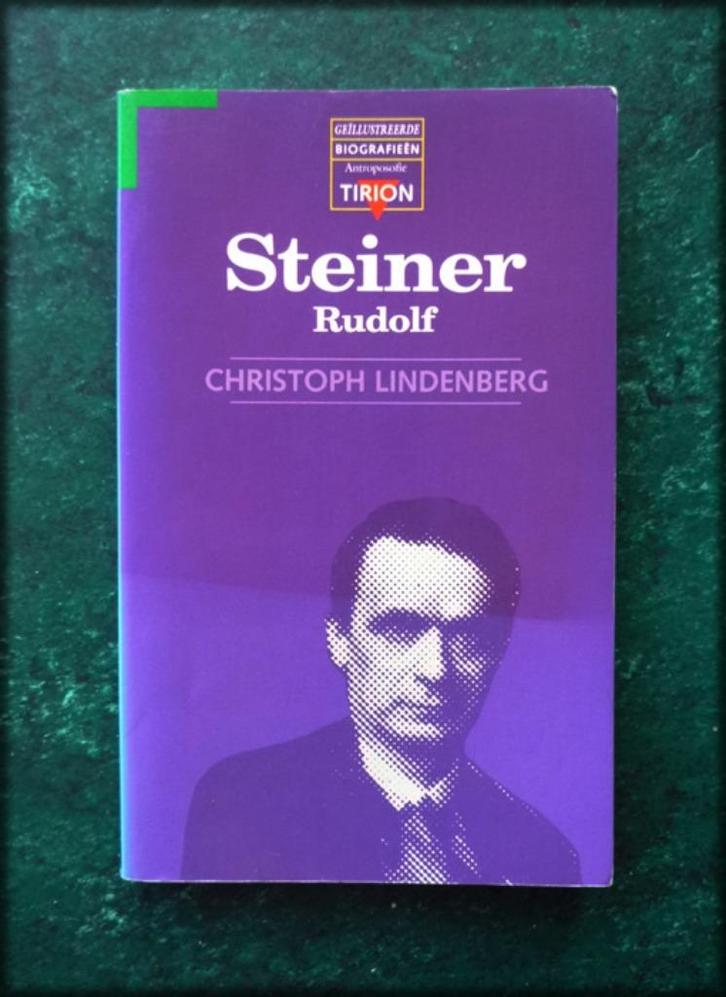 GEÏLLUSTREERDE
BIOGRAFIEËN
Antroposofie
TIRION
Steiner
Rudolf
CHRISTOPH LINDENBERG